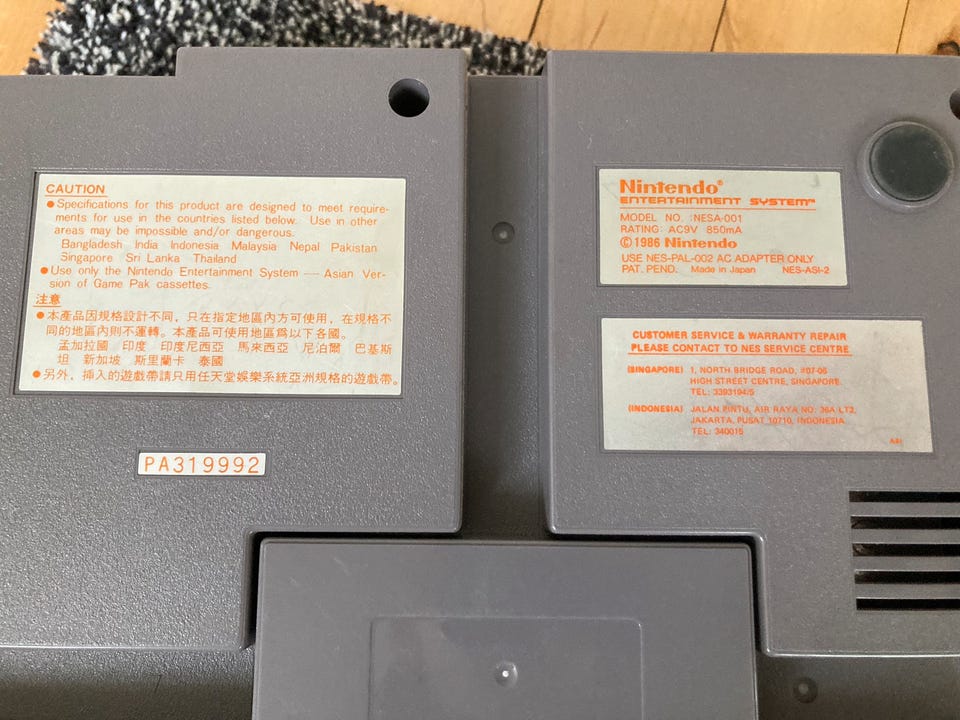 CAUTION
●Specifications for this product are designed to meet require-
ments for use in the countries listed below. Use in other
areas may be impossible and/or dangerous.
Bangladesh India Indonesia Malaysia Nepal Pakistan
Singapore Sri Lanka Thailand
●Use only the Nintendo Entertainment System — Asian Ver-
sion of Game Pak cassettes.
注意
●本產品因規格設計不同，只在指定地區內方可使用，在規格不
同的地區內則不運轉。本產品可使用地區爲以下各國。
孟加拉國 印度 印度尼西亞 馬來西亞 尼泊爾 巴基斯
坦 新加坡 斯里蘭卡 泰國
●另外，挿入的遊戲帶請只用任天堂娛樂系統亞洲規格的遊戲帶。
PA319992
Nintendo®
ENTERTAINMENT SYSTEM™
MODEL NO. :NESA-001
RATING: AC9V 850mA
©1986 Nintendo
USE NES-PAL-002 AC ADAPTER ONLY
PAT. PEND. Made in Japan NES-ASI-2
CUSTOMER SERVICE & WARRANTY REPAIR
PLEASE CONTACT TO NES SERVICE CENTRE
(SINGAPORE) 1, NORTH BRIDGE ROAD, #07-06
HIGH STREET CENTRE, SINGAPORE.
TEL: 3393194/5
(INDONESIA) JALAN PINTU, AIR RAYA NO: 36A LT3,
JAKARTA, PUSAT 10710, INDONESIA.
TEL: 340015